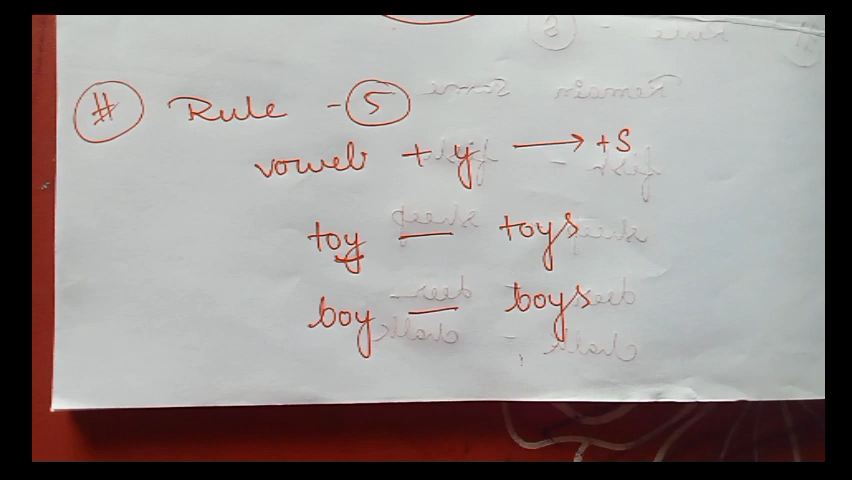 # Rule - 5
vowel + y → +s
toy — toys
boy — boys